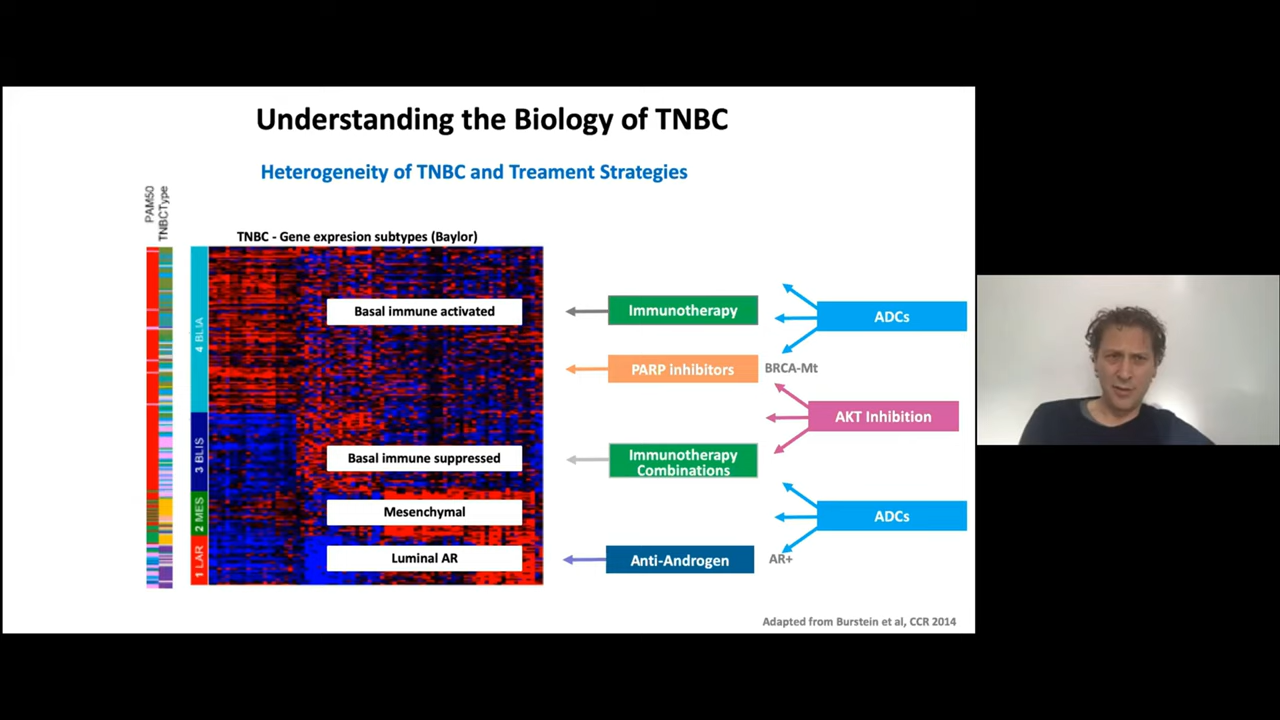 Understanding the Biology of TNBC
Heterogeneity of TNBC and Treament Strategies
PAM50
TNBCType
TNBC - Gene expresion subtypes (Baylor)
4 BLIA
3 BLIS
2 MES
1 LAR
Basal immune activated
Basal immune suppressed
Mesenchymal
Luminal AR
Immunotherapy
PARP inhibitors
BRCA-Mt
Immunotherapy
Combinations
Anti-Androgen
AR+
ADCs
AKT Inhibition
ADCs
Adapted from Burstein et al, CCR 2014